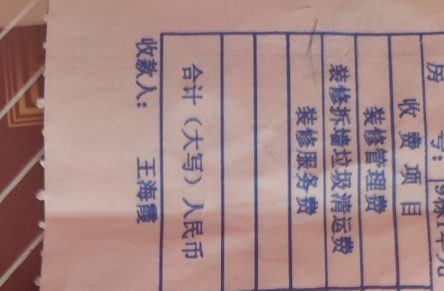 房 号：
收 费 项 目
装修管理费
装修拆墙垃圾清运费
装修服务费
合计（大写）人民币
收款人： 王海霞